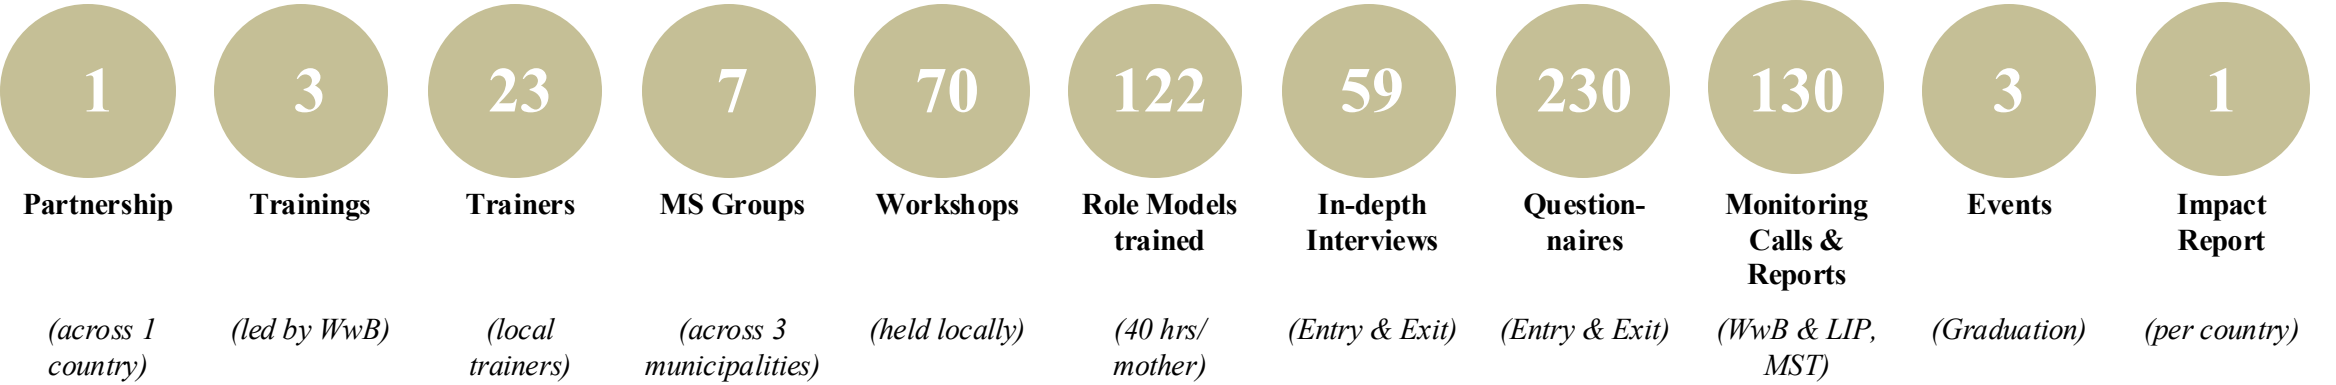 1
Partnership
(across 1
country)
3
Trainings
(led by WwB)
23
Trainers
(local
trainers)
7
MS Groups
(across 3
municipalities)
70
Workshops
(held locally)
122
Role Models
trained
(40 hrs/
mother)
59
In-depth
Interviews
(Entry & Exit)
230
Question-
naires
(Entry & Exit)
130
Monitoring
Calls &
Reports
(WwB & LIP,
MST)
3
Events
(Graduation)
1
Impact
Report
(per country)